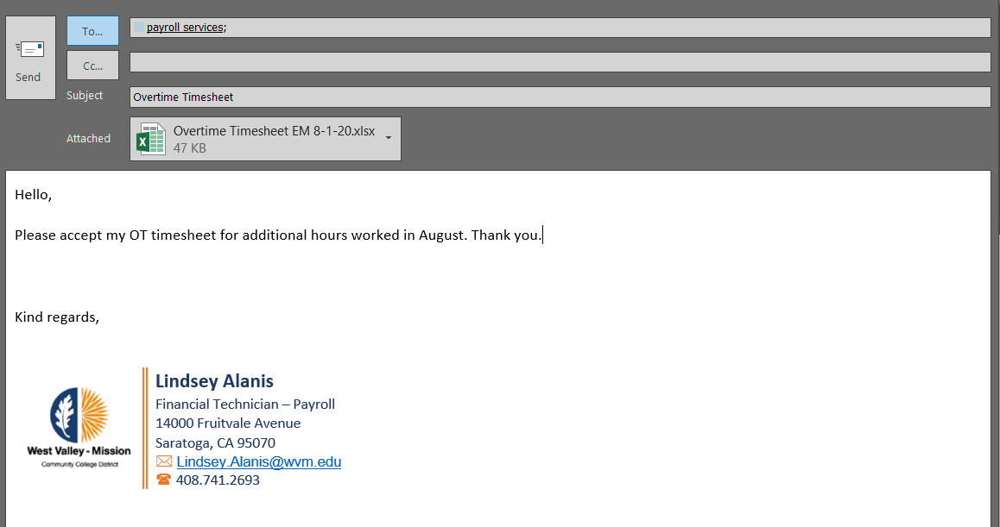 To...
payroll services;
Send
Cc...
Subject
Overtime Timesheet
Attached
Overtime Timesheet EM 8-1-20.xlsx
47 KB
Hello,
Please accept my OT timesheet for additional hours worked in August. Thank you.
Kind regards,
West Valley - Mission
Community College District
Lindsey Alanis
Financial Technician – Payroll
14000 Fruitvale Avenue
Saratoga, CA 95070
Lindsey.Alanis@wvm.edu
408.741.2693